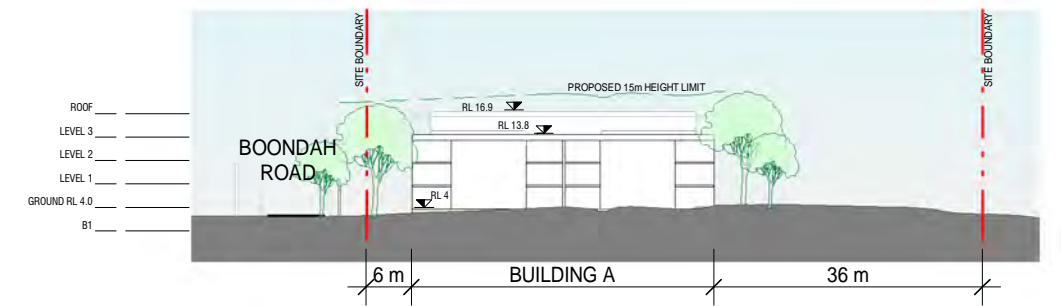 SITE BOUNDARY
SITE BOUNDARY
PROPOSED 15m HEIGHT LIMIT
ROOF
RL 16.9
LEVEL 3
RL 13.8
BOONDAH
ROAD
LEVEL 2
LEVEL 1
GROUND RL 4.0
RL 4
B1
6 m
BUILDING A
36 m